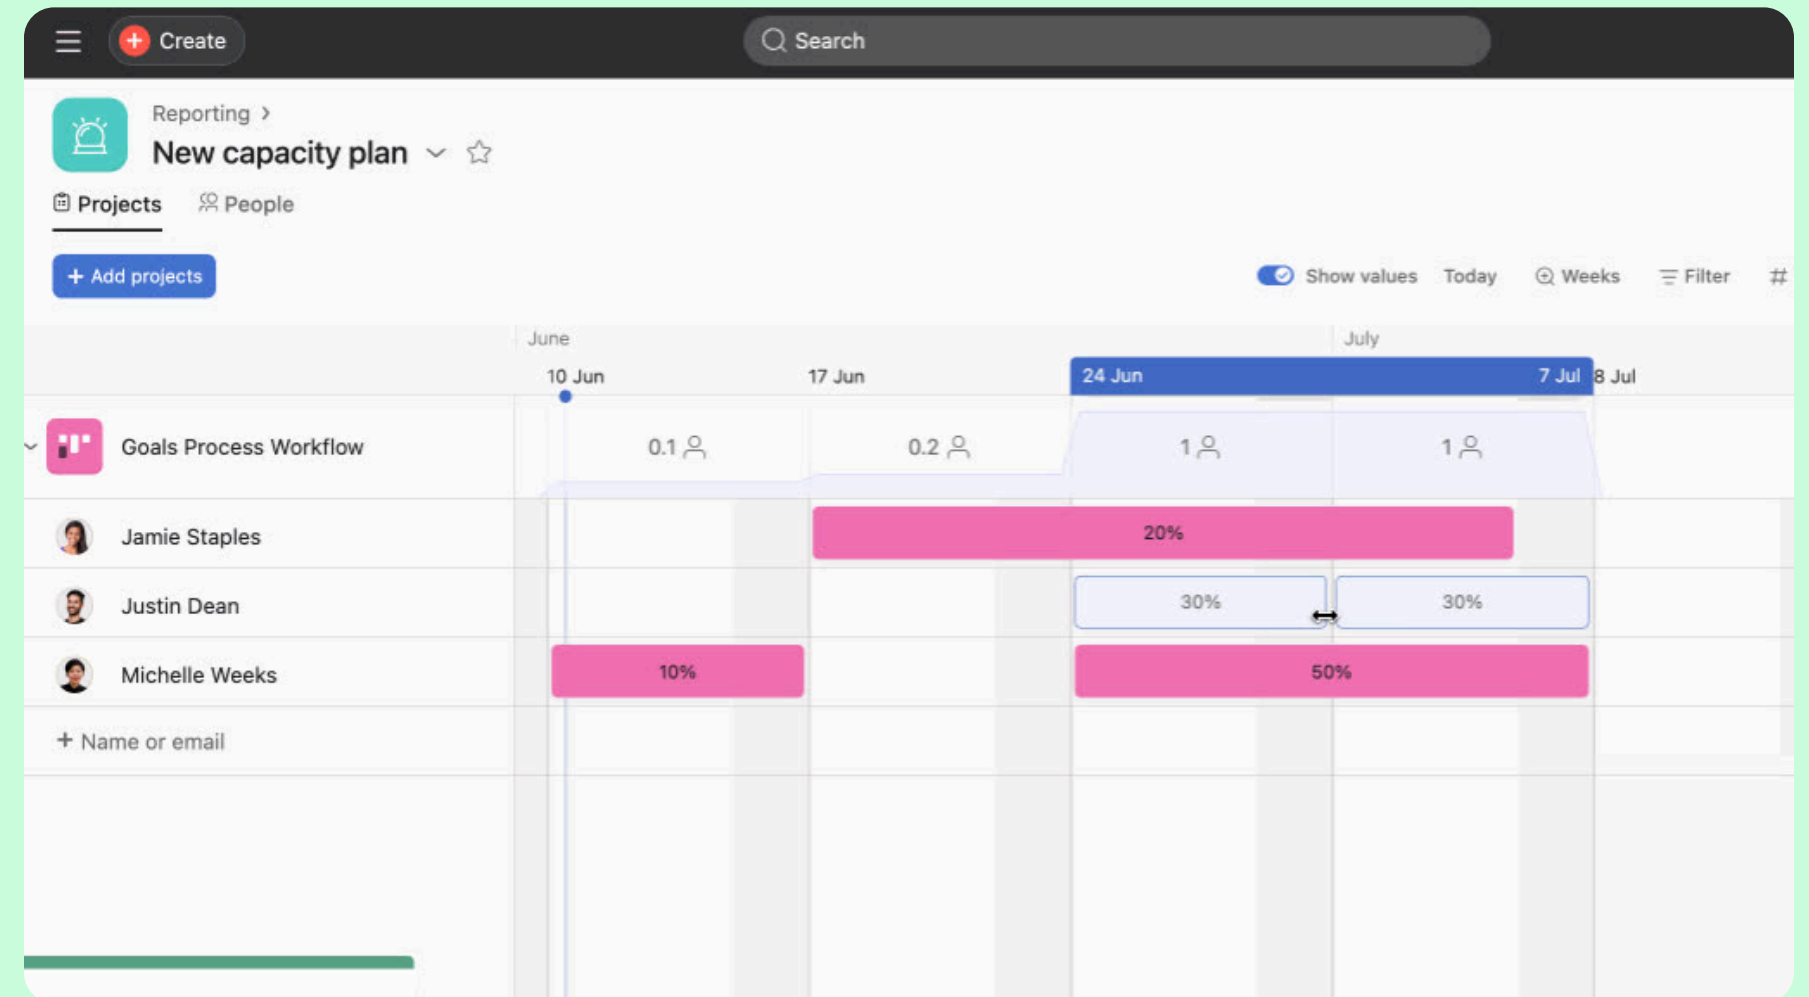 Create
Search
Reporting
New capacity plan
Projects
People
+ Add projects
Show values
Today
Weeks
Filter
#
June
July
10 Jun
17 Jun
24 Jun
7 Jul
8 Jul
Goals Process Workflow
0.1
0.2
1
1
Jamie Staples
20%
Justin Dean
30%
30%
Michelle Weeks
10%
50%
+ Name or email